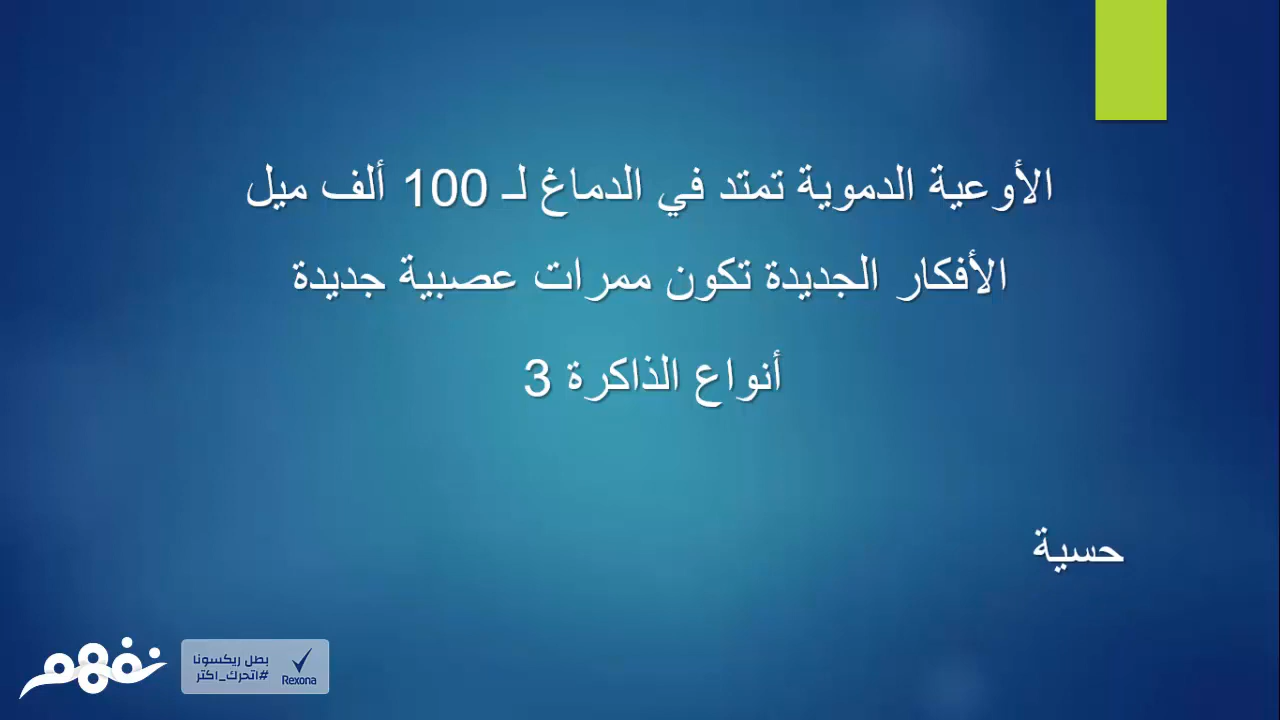 الأوعية الدموية تمتد في الدماغ لـ 100 ألف ميل
الأفكار الجديدة تكون ممرات عصبية جديدة
أنواع الذاكرة 3
حسية
نفهم
بطل ريكسونا
#اتحرك_اكتر
Rexona